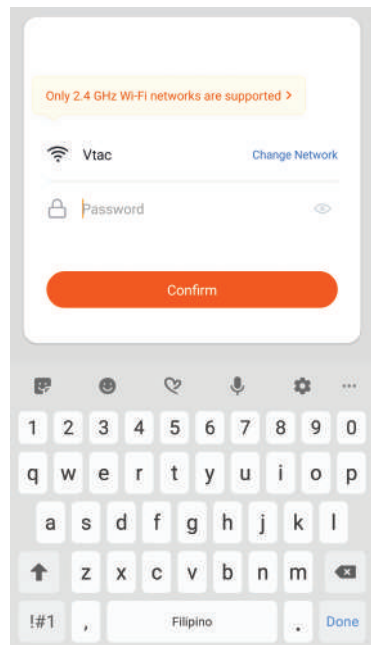 Only 2.4 GHz Wi-Fi networks are supported >
Vtac Change Network
Password
Confirm
1 2 3 4 5 6 7 8 9 0
q w e r t y u i o p
a s d f g h j k l
z x c v b n m
!#1 , Filipino . Done